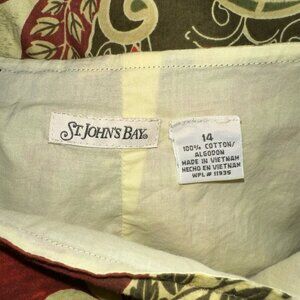 ST. JOHN'S BAY®
14
100% COTTON/
ALGODON
MADE IN VIETNAM
HECHO EN VIETNAM
WPL # 11935